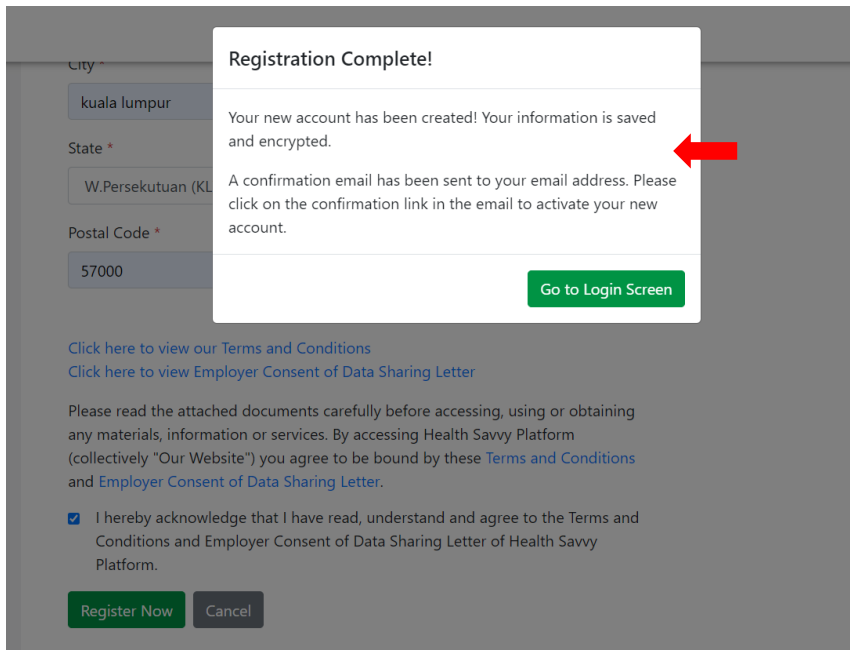 Registration Complete!
Your new account has been created! Your information is saved
and encrypted.
A confirmation email has been sent to your email address. Please
click on the confirmation link in the email to activate your new
account.
Go to Login Screen
City *
kuala lumpur
State *
W.Persekutuan (KL
Postal Code *
57000
Click here to view our Terms and Conditions
Click here to view Employer Consent of Data Sharing Letter
Please read the attached documents carefully before accessing, using or obtaining
any materials, information or services. By accessing Health Savvy Platform
(collectively "Our Website") you agree to be bound by these Terms and Conditions
and Employer Consent of Data Sharing Letter.
I hereby acknowledge that I have read, understand and agree to the Terms and
Conditions and Employer Consent of Data Sharing Letter of Health Savvy
Platform.
Register Now
Cancel